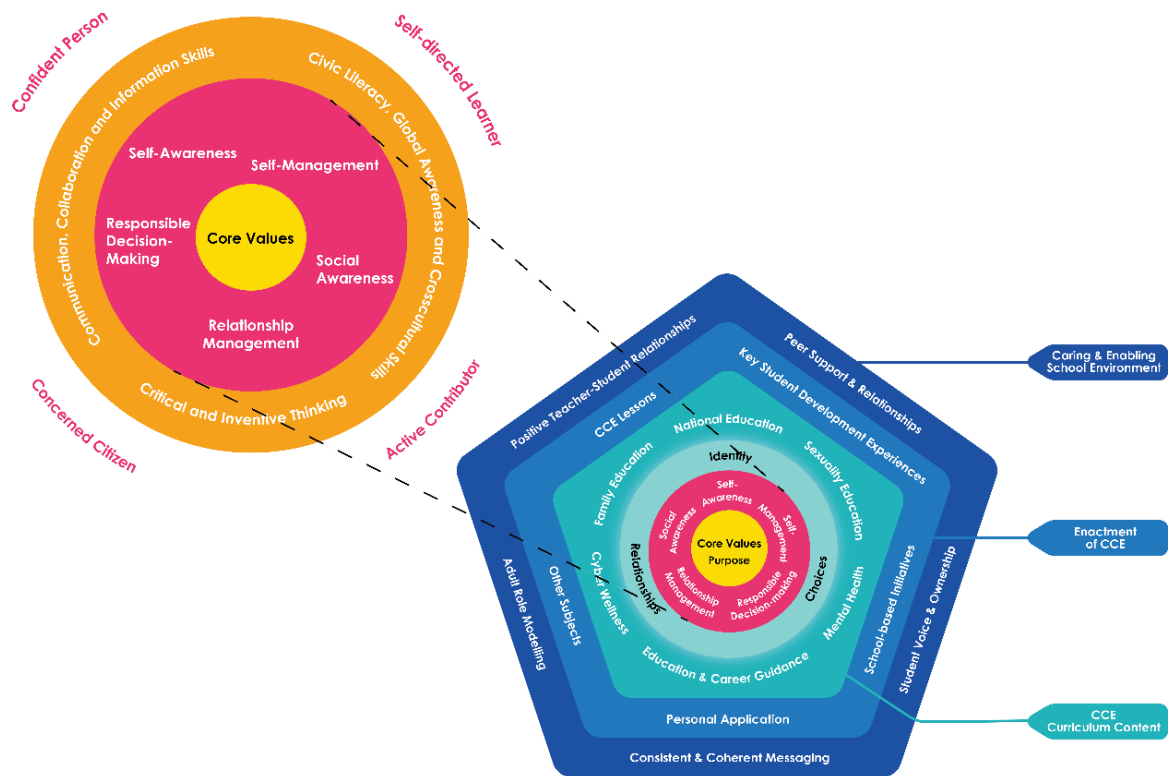 Confident Person
Self-directed Learner
Communication, Collaboration and Information Skills
Civic Literacy, Global Awareness and Crosscultural Skills
Critical and Inventive Thinking
Self-Awareness
Self-Management
Responsible
Decision-
Making
Core Values
Social
Awareness
Relationship
Management
Concerned Citizen
Active Contributor
Positive Teacher-Student Relationships
Peer Support & Relationships
Adult Role Modelling
Student Voice & Ownership
Consistent & Coherent Messaging
CCE Lessons
Key Student Development Experiences
Other Subjects
School-based Initiatives
Personal Application
National Education
Family Education
Sexuality Education
Cyber Wellness
Mental Health
Education & Career Guidance
Identity
Relationships
Choices
Self-
Awareness
Self-
Management
Social
Awareness
Relationship
Management
Responsible
Decision-making
Core Values
Purpose
Caring & Enabling
School Environment
Enactment
of CCE
CCE
Curriculum Content